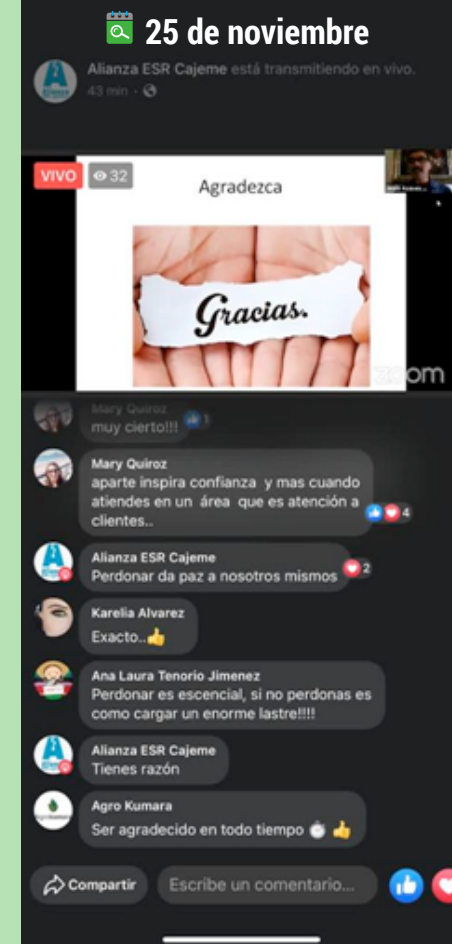 25 de noviembre
Alianza ESR Cajeme está transmitiendo en vivo.
43 min
VIVO
32
Agradezca
Gracias.
zoom
Mary Quiroz
muy cierto!!!
1
Mary Quiroz
aparte inspira confianza y mas cuando
atiendes en un área que es atención a
clientes..
4
Alianza ESR Cajeme
Perdonar da paz a nosotros mismos
2
Karelia Alvarez
Exacto..👍
Ana Laura Tenorio Jimenez
Perdonar es escencial, si no perdonas es
como cargar un enorme lastre!!!!
Alianza ESR Cajeme
Tienes razón
Agro Kumara
Ser agradecido en todo tiempo ⏱️ 👍
Compartir
Escribe un comentario...